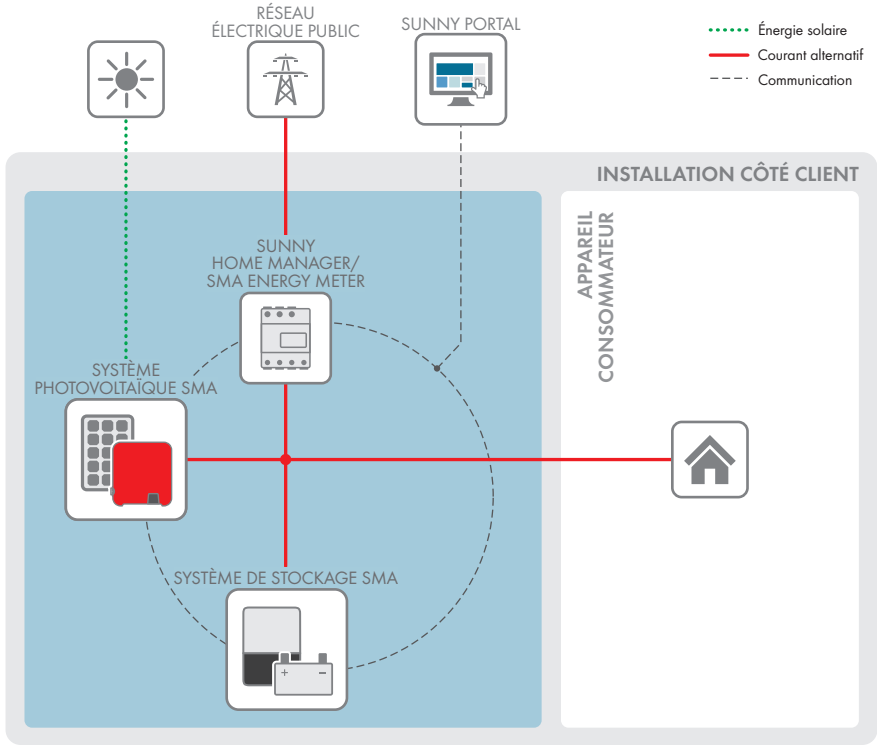 RÉSEAU
ÉLECTRIQUE PUBLIC
SUNNY PORTAL
Énergie solaire
Courant alternatif
Communication
INSTALLATION CÔTÉ CLIENT
APPAREIL
CONSOMMATEUR
SUNNY
HOME MANAGER/
SMA ENERGY METER
SYSTÈME
PHOTOVOLTAÏQUE SMA
SYSTÈME DE STOCKAGE SMA
+ −